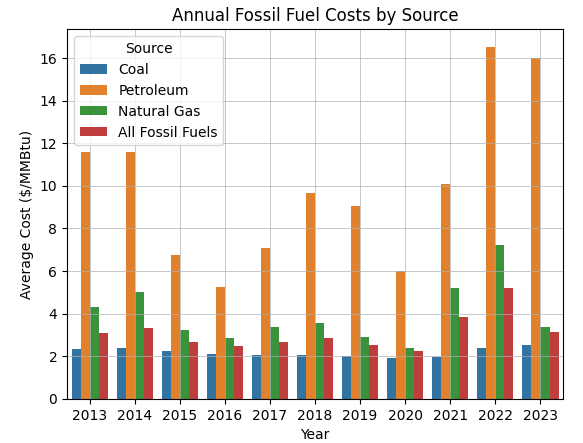 Annual Fossil Fuel Costs by Source
Source
Coal
Petroleum
Natural Gas
All Fossil Fuels
Average Cost ($/MMBtu)
16
14
12
10
8
6
4
2
0
2013 2014 2015 2016 2017 2018 2019 2020 2021 2022 2023
Year